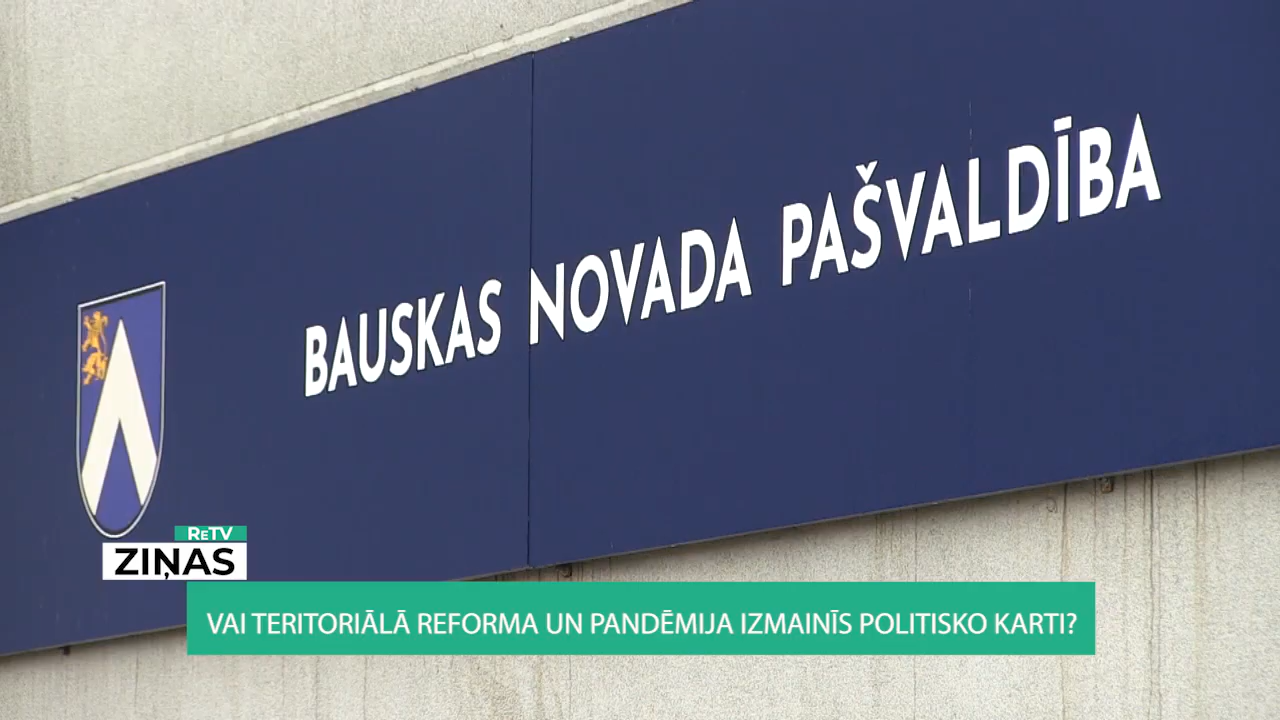 BAUSKAS NOVADA PAŠVALDĪBA
ReTV
ZIŅAS
VAI TERITORIĀLĀ REFORMA UN PANDĒMIJA IZMAINĪS POLITISKO KARTI?